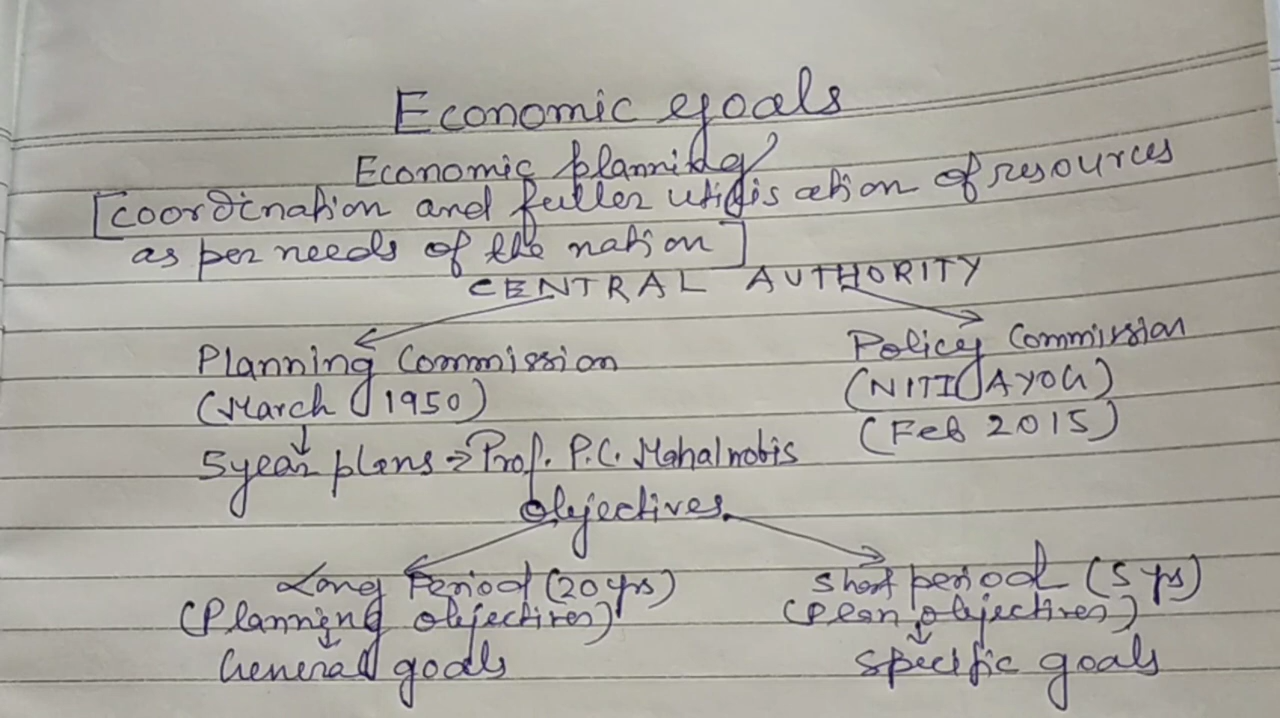 Economic goals
Economic planning
[coordination and fuller utilisation of resources
as per needs of the nation]
CENTRAL AUTHORITY
Planning Commission
(March 1950)
5 year plans → Prof. P.C. Mahalnobis
Policy Commission
(NITI AYOG)
(Feb 2015)
Objectives
Long Period (20 yrs)
(Planning objectives)
↓
General goals
Short period (5 yrs)
(Plan objectives)
↓
Specific goals